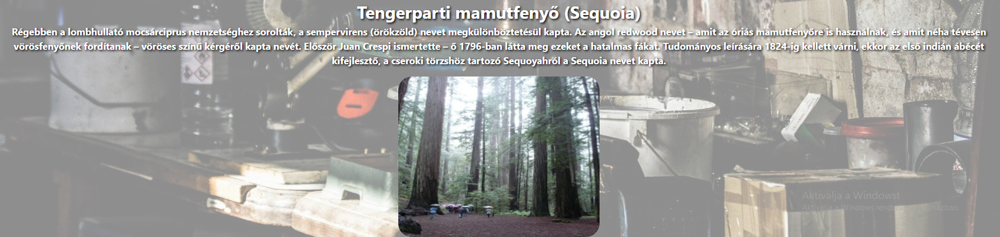 Tengerparti mamutfenyő (Sequoia)
Régebben a lombhullató mocsárciprus nemzetséghez sorolták, a sempervirens (örökzöld) nevet megkülönböztetésül kapta. Az angol redwood nevet – amit az óriás mamutfenyőre is használnak, és amit néha tévesen
vörösfenyőnek fordítanak – vöröses színű kérgéről kapta nevét. Először Juan Crespi ismertette – ő 1796-ban látta meg ezeket a hatalmas fákat. Tudományos leírására 1824-ig kellett várni, ekkor az első indián ábécét
kifejlesztő, a cseroki törzshöz tartozó Sequoyahról a Sequoia nevet kapta.
Aktiválja a Windowst
Aktiválja a Windows